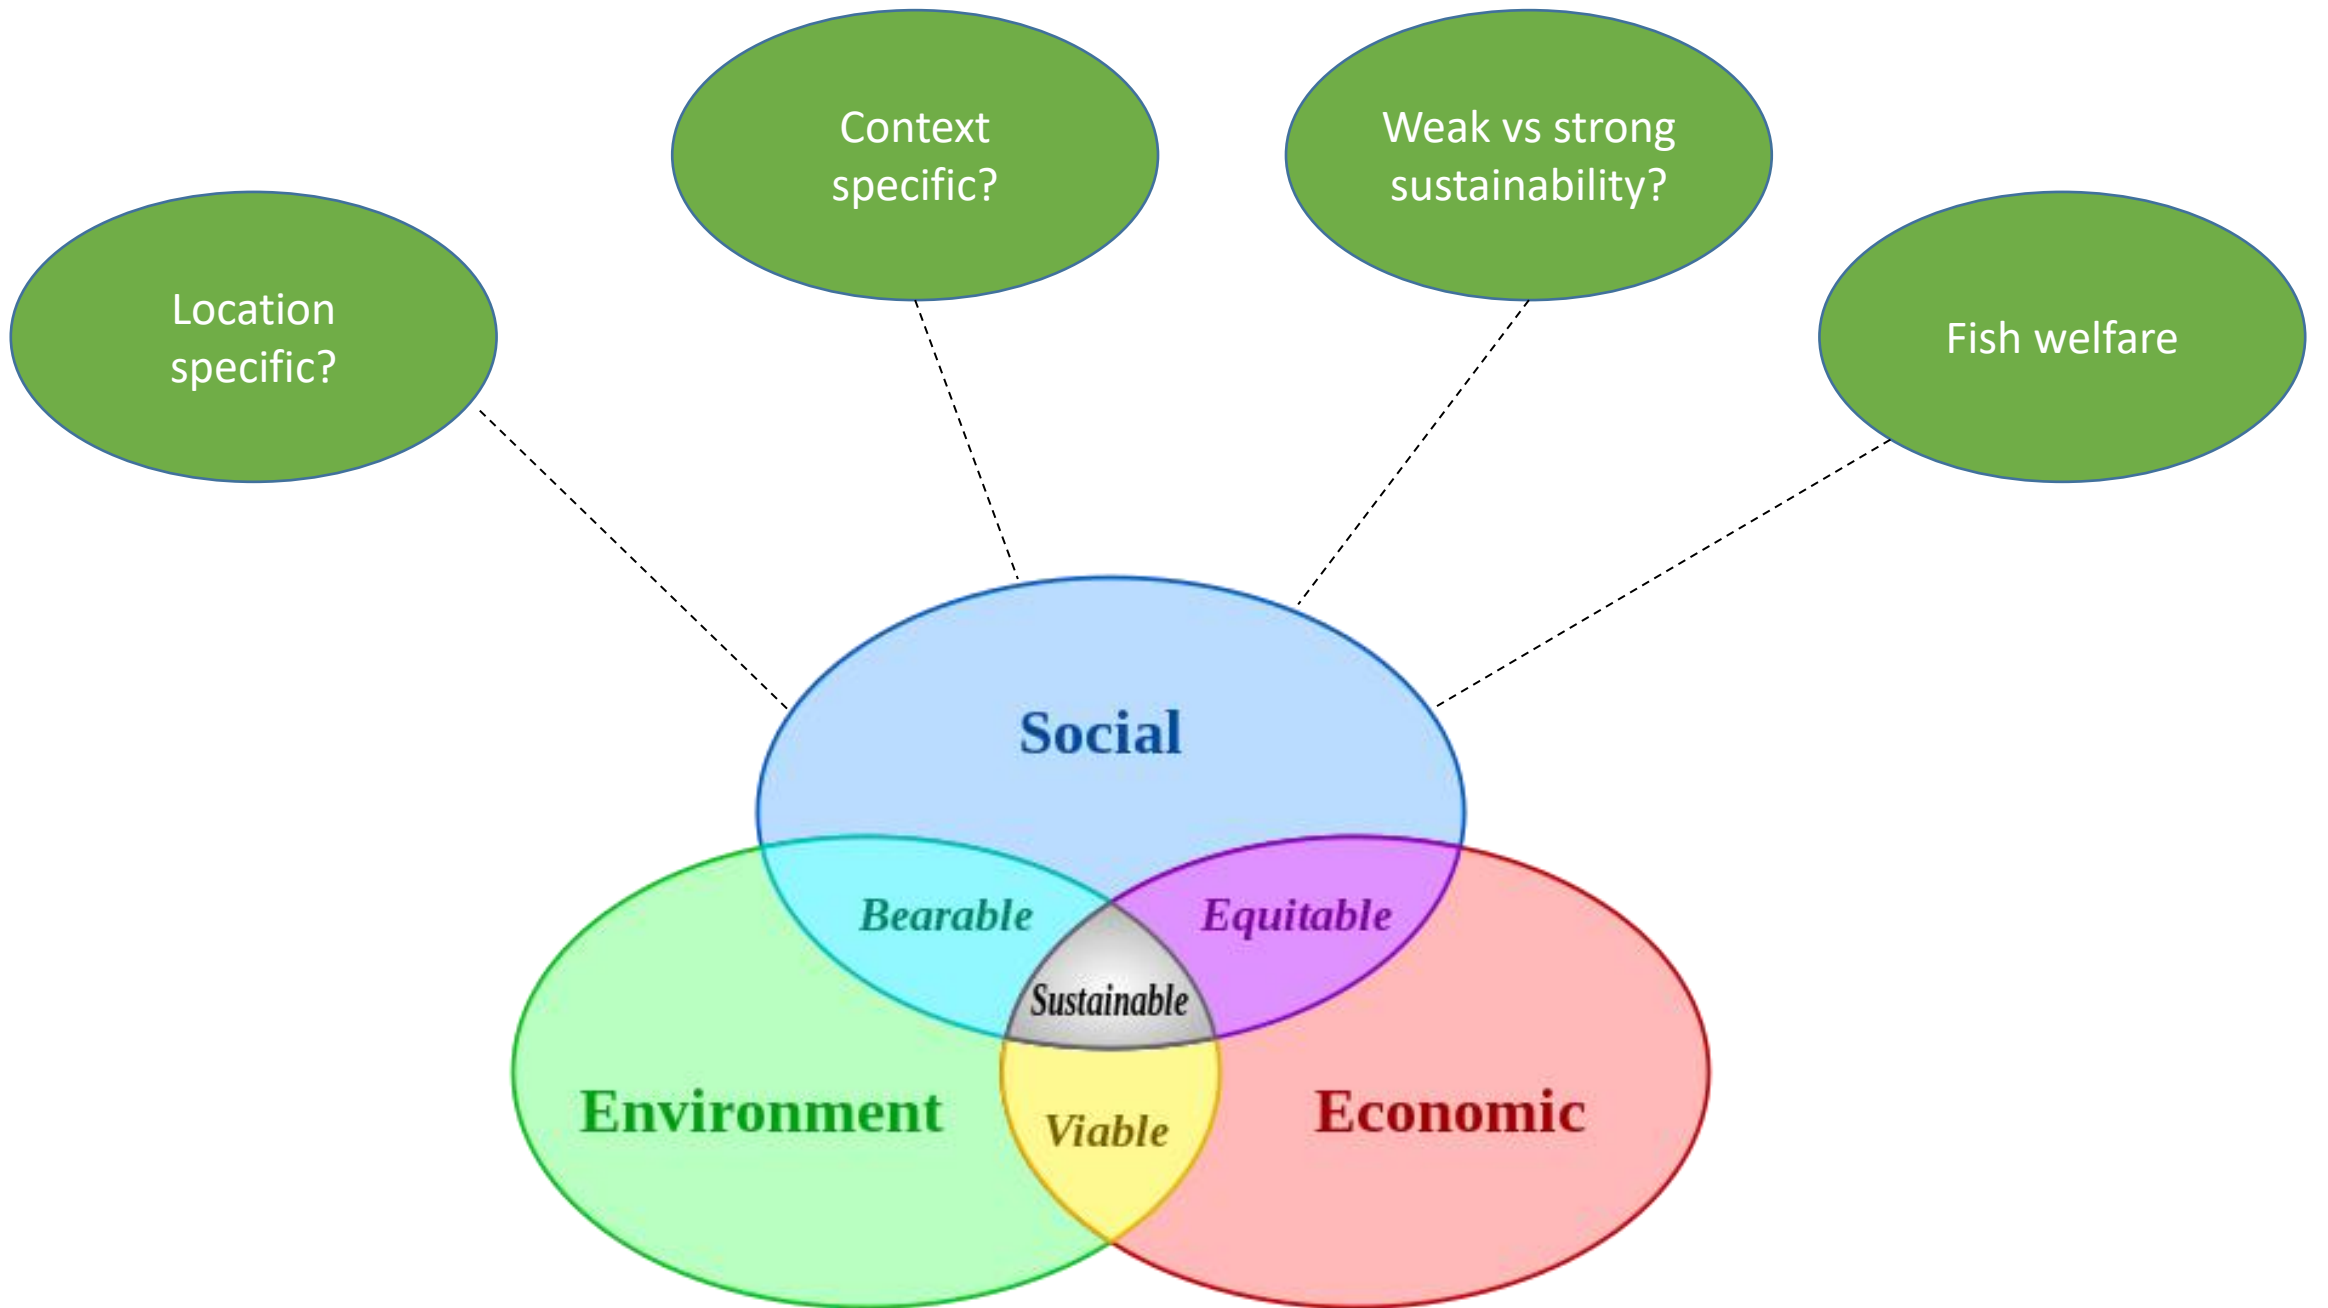 Context
specific?
Weak vs strong
sustainability?
Location
specific?
Fish welfare
Social
Bearable
Equitable
Sustainable
Environment
Economic
Viable